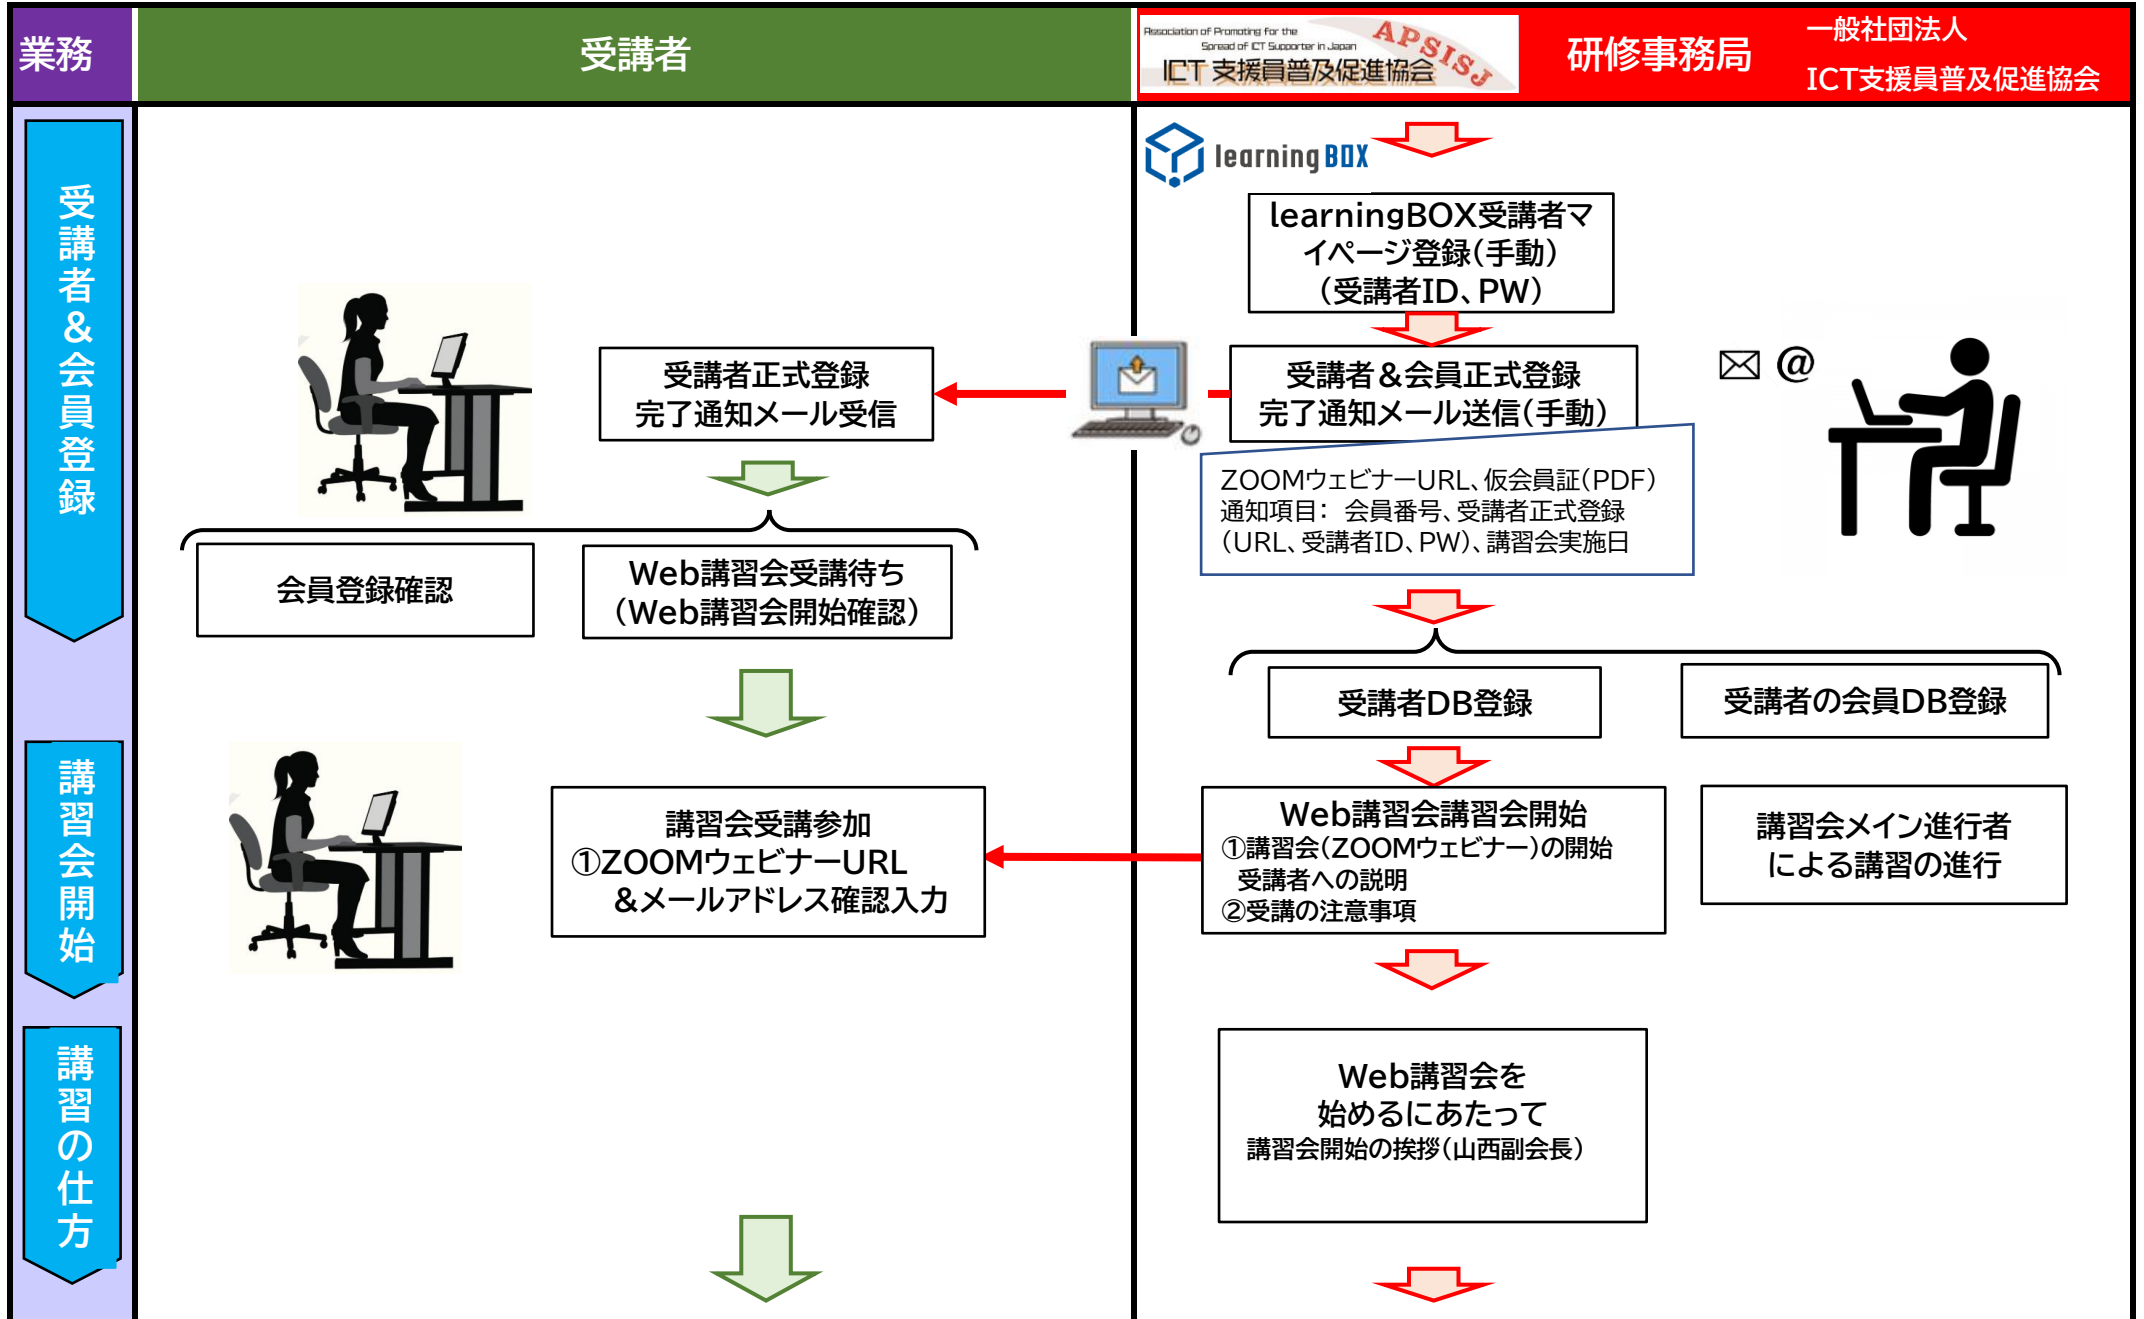 業務
受講者
Association of Promoting for the
Spread of ICT Supporter in Japan
APSISJ
ICT 支援員普及促進協会
研修事務局
一般社団法人
ICT支援員普及促進協会
受講者&会員登録
learningBOX
learningBOX受講者マ
イページ登録(手動)
(受講者ID、PW)
受講者正式登録
完了通知メール受信
受講者&会員正式登録
完了通知メール送信(手動)
@
ZOOMウェビナーURL、仮会員証(PDF)
通知項目: 会員番号、受講者正式登録
(URL、受講者ID、PW)、講習会実施日
会員登録確認
Web講習会受講待ち
(Web講習会開始確認)
受講者DB登録
受講者の会員DB登録
講習会開始
講習会受講参加
①ZOOMウェビナーURL
&メールアドレス確認入力
Web講習会講習会開始
①講習会(ZOOMウェビナー)の開始
受講者への説明
②受講の注意事項
講習会メイン進行者
による講習の進行
講習の仕方
Web講習会を
始めるにあたって
講習会開始の挨拶(山西副会長)